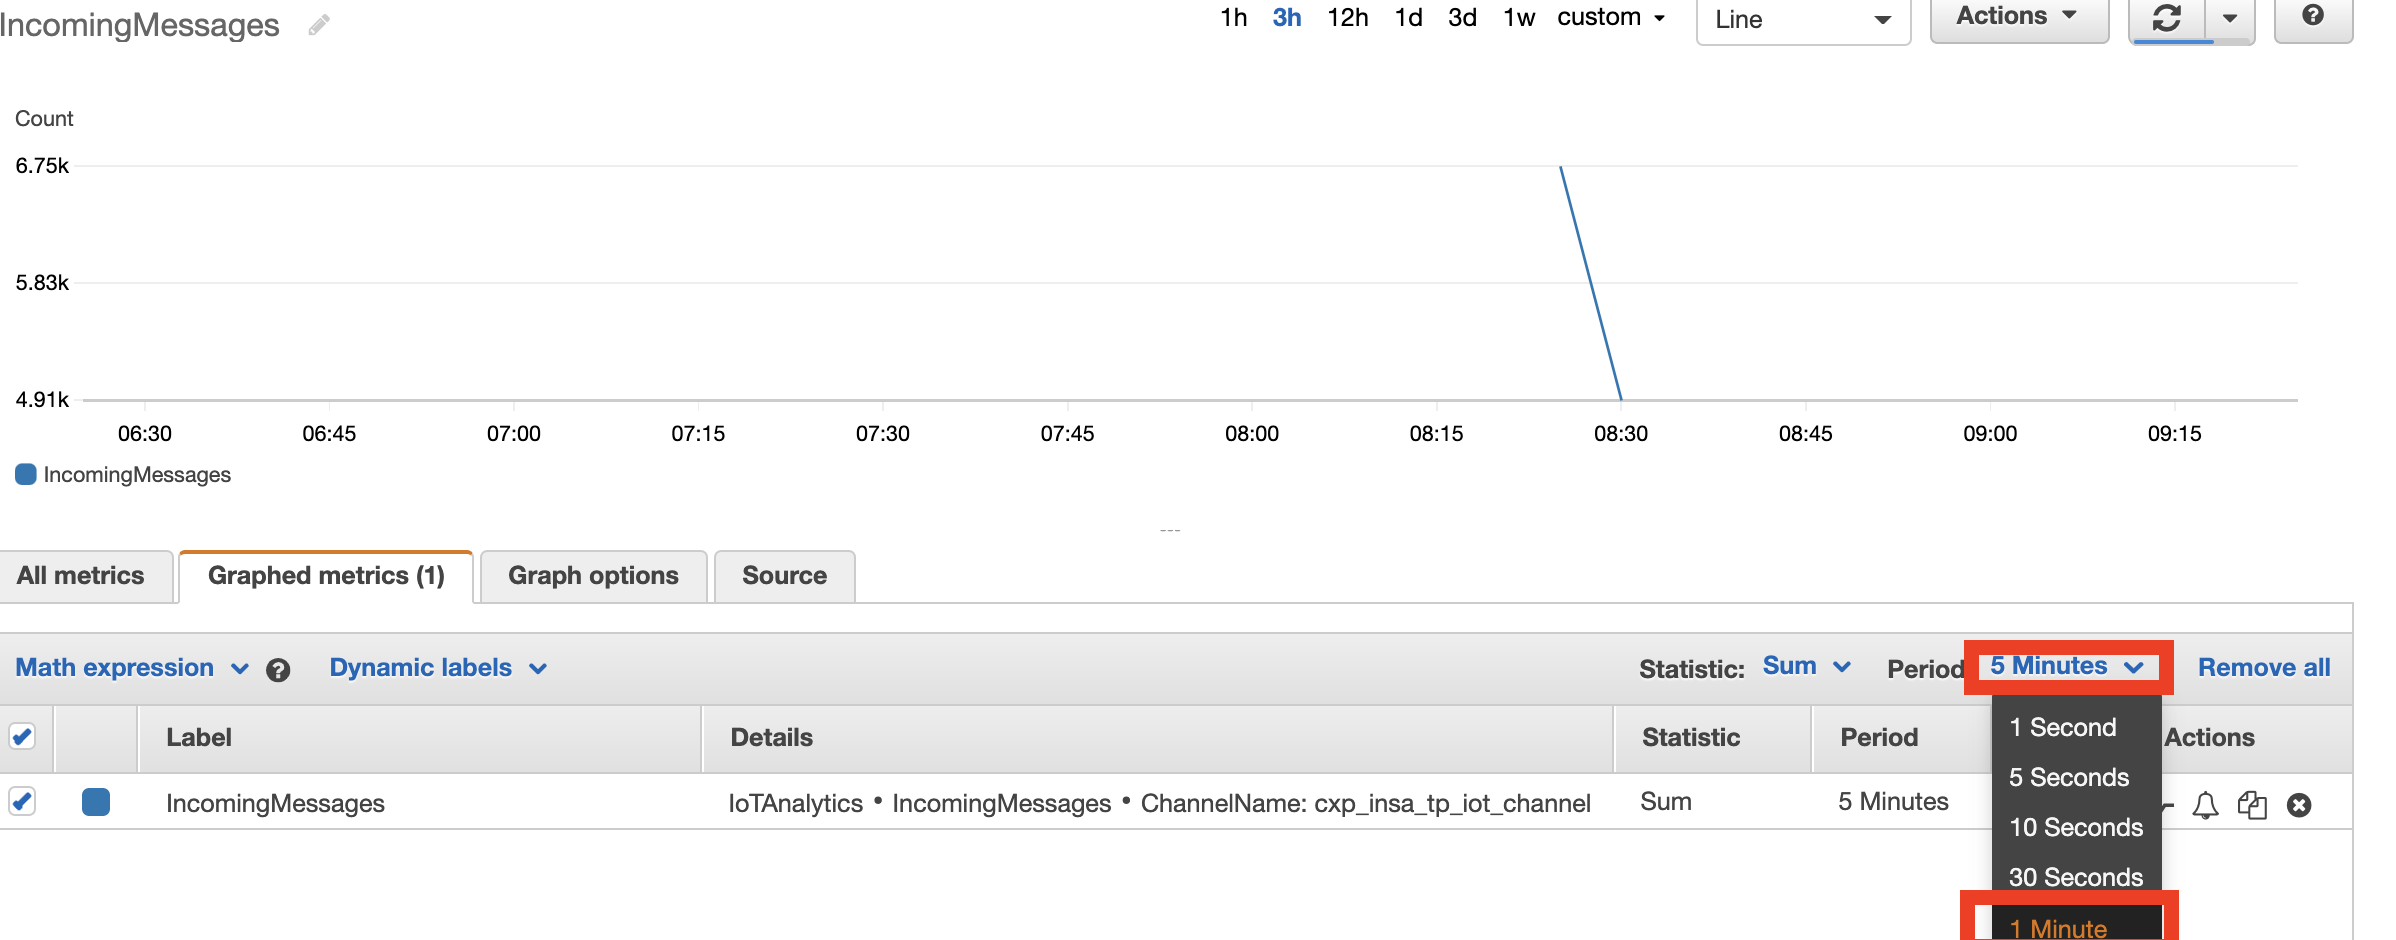 IncomingMessages
1h 3h 12h 1d 3d 1w custom
Line
Actions
Count
6.75k
5.83k
4.91k
06:30 06:45 07:00 07:15 07:30 07:45 08:00 08:15 08:30 08:45 09:00 09:15
IncomingMessages
All metrics
Graphed metrics (1)
Graph options
Source
Math expression
Dynamic labels
Statistic: Sum
Period
5 Minutes
Remove all
Label
Details
Statistic
Period
Actions
IncomingMessages
IoTAnalytics • IncomingMessages • ChannelName: cxp_insa_tp_iot_channel
Sum
5 Minutes
1 Second
5 Seconds
10 Seconds
30 Seconds
1 Minute